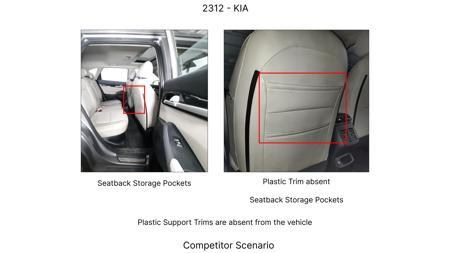 2312 - KIA
Seatback Storage Pockets
Plastic Trim absent
Seatback Storage Pockets
Plastic Support Trims are absent from the vehicle
Competitor Scenario